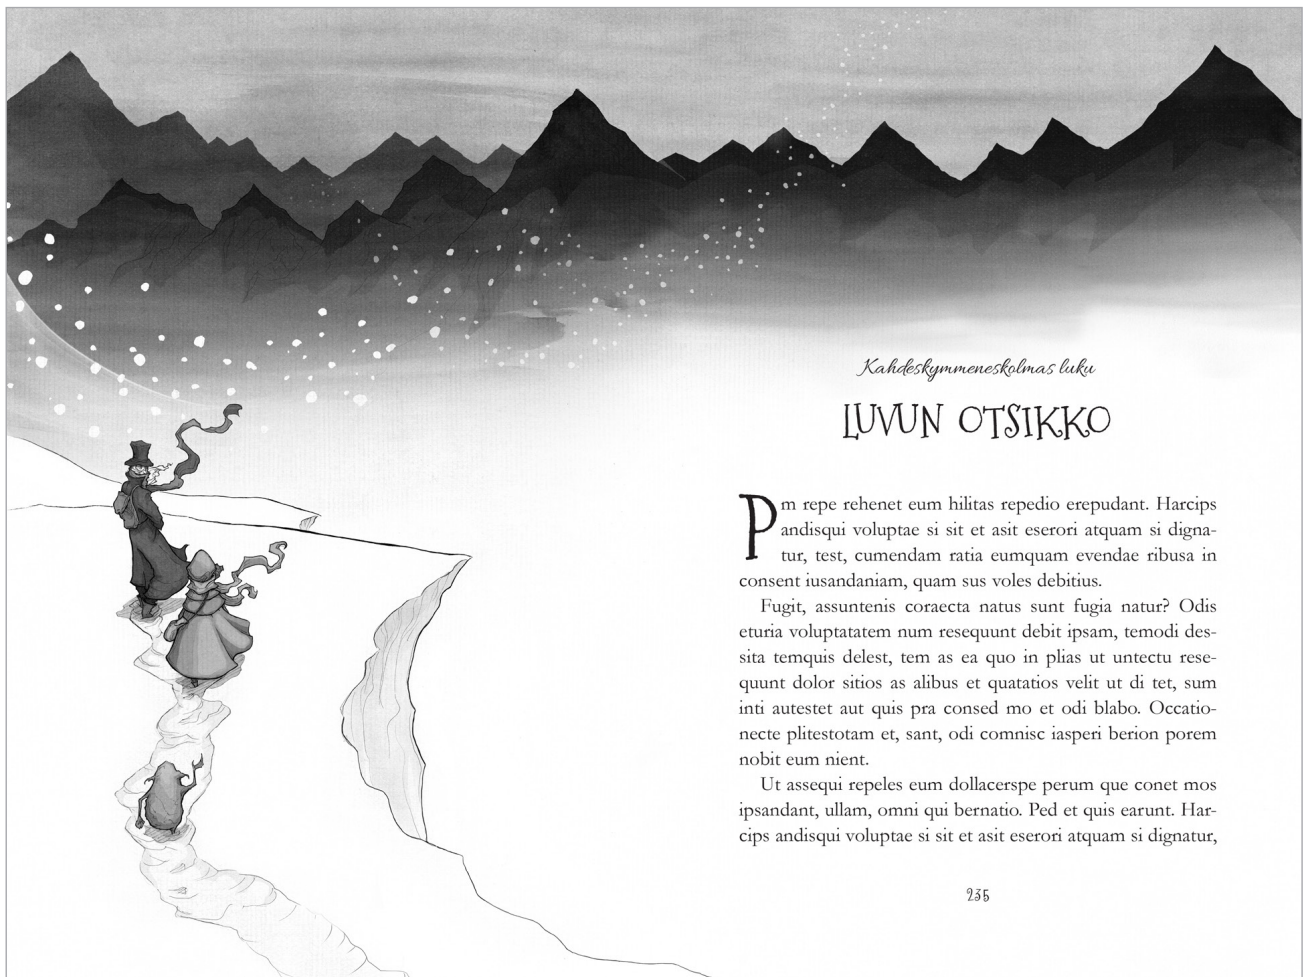 Kahdeskymmeneskolmas luku
LUVUN OTSIKKO
Pm repe rehenet eum hilitas repedio erepudant. Harcips
andisqui voluptae si sit et asit eserori atquam si digna-
tur, test, cumendam ratia eumquam evendae ribusa in
consent iusandaniam, quam sus voles debitius.
Fugit, assuntenis coraecta natus sunt fugia natur? Odis
eturia voluptatatem num resequunt debit ipsam, temodi des-
sita temquis delest, tem as ea quo in plias ut untectu rese-
quunt dolor sitios as alibus et quatatios velit ut di tet, sum
inti autestet aut quis pra consed mo et odi blabo. Occatio-
necte plitestotam et, sant, odi comnisc iasperi berion porem
nobit eum nient.
Ut assequi repeles eum dollacerspe perum que conet mos
ipsandant, ullam, omni qui bernatio. Ped et quis earunt. Har-
cips andisqui voluptae si sit et asit eserori atquam si dignatur,
235